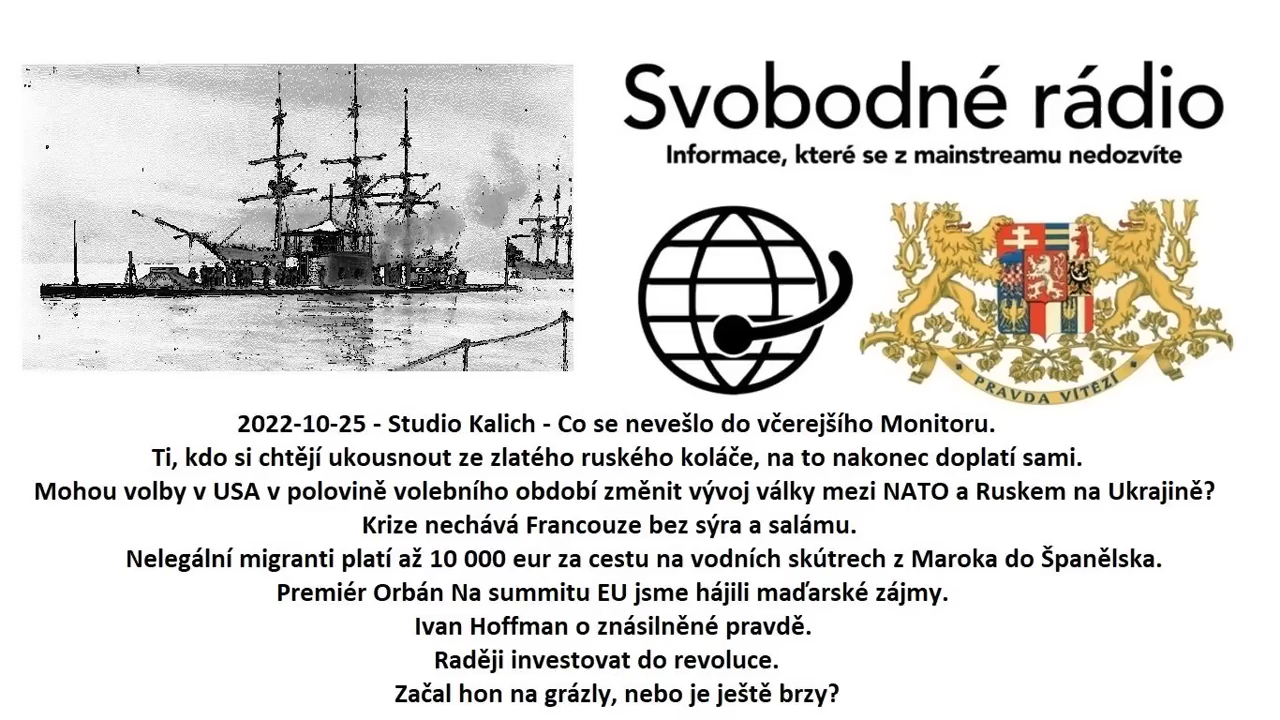 Svobodné rádio
Informace, které se z mainstreamu nedozvíte
PRAVDA VÍTĚZÍ
2022-10-25 - Studio Kalich - Co se nevešlo do včerejšího Monitoru.
Ti, kdo si chtějí ukousnout ze zlatého ruského koláče, na to nakonec doplatí sami.
Mohou volby v USA v polovině volebního období změnit vývoj války mezi NATO a Ruskem na Ukrajině?
Krize nechává Francouze bez sýra a salámu.
Nelegální migranti platí až 10 000 eur za cestu na vodních skútrech z Maroka do Španělska.
Premiér Orbán Na summitu EU jsme hájili maďarské zájmy.
Ivan Hoffman o znásilněné pravdě.
Raději investovat do revoluce.
Začal hon na grázly, nebo je ještě brzy?